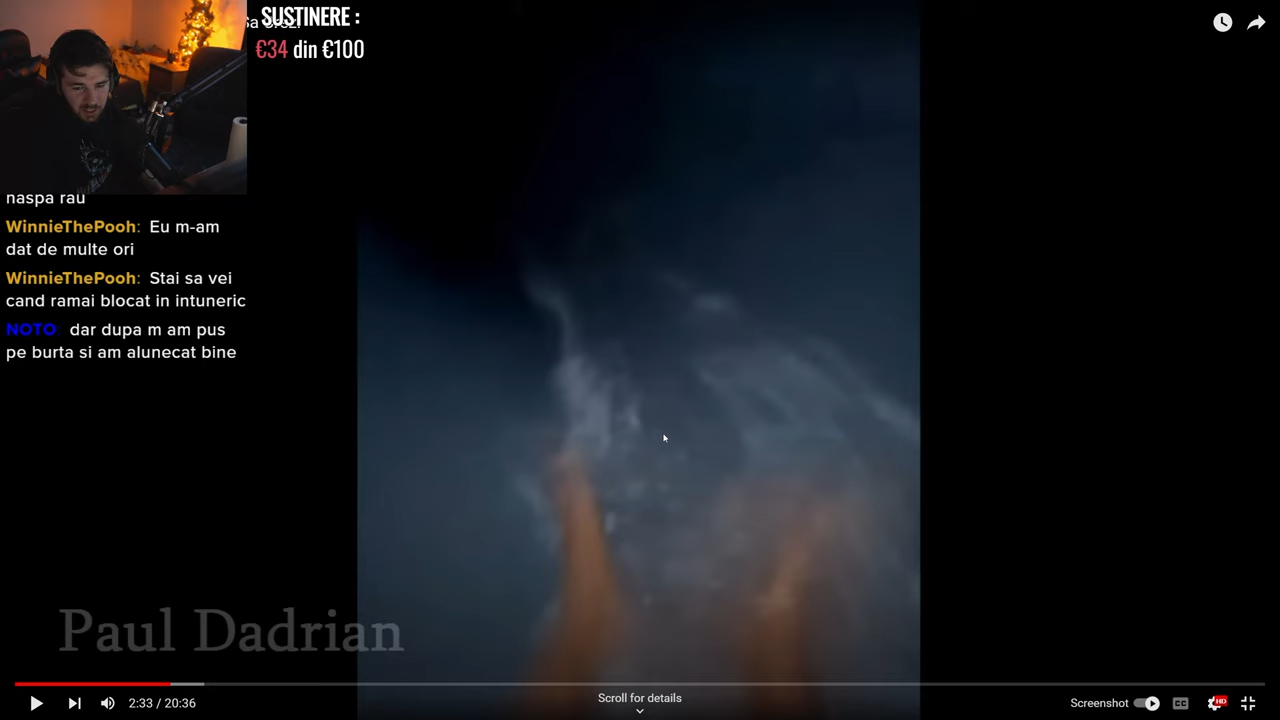 SUSTINERE :
€34 din €100
naspa rau
WinnieThePooh: Eu m-am
dat de multe ori
WinnieThePooh: Stai sa vei
cand ramai blocat in intuneric
NOTO: dar dupa m am pus
pe burta si am alunecat bine
Paul Dadrian
2:33 / 20:36
Scroll for details
Screenshot
CC
HD